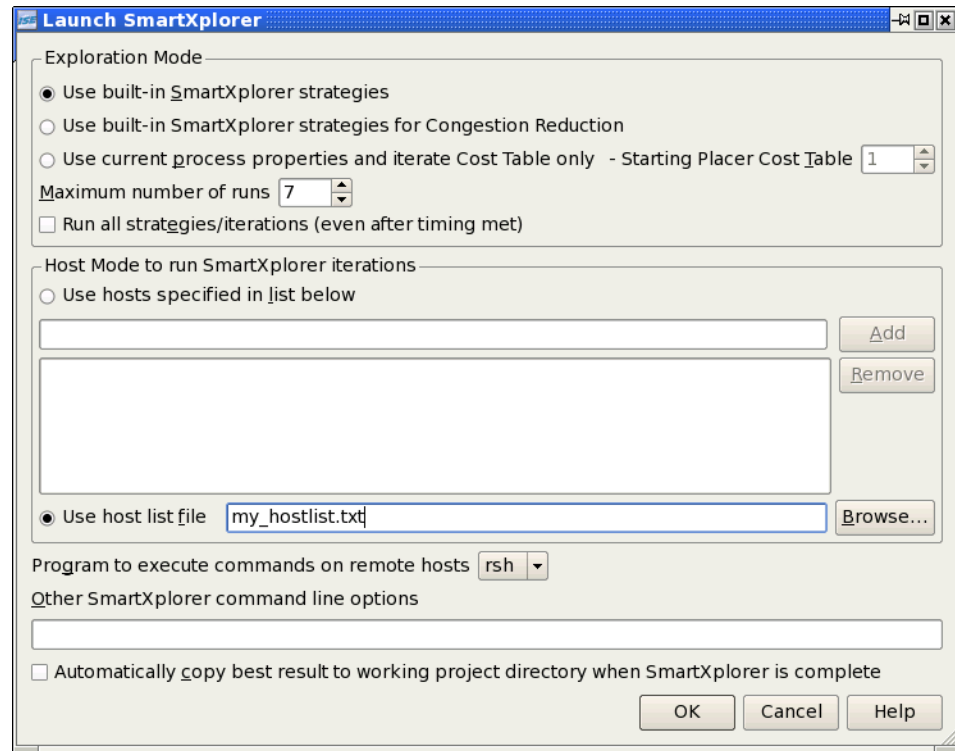 ISE Launch SmartXplorer
Exploration Mode
Use built-in SmartXplorer strategies
Use built-in SmartXplorer strategies for Congestion Reduction
Use current process properties and iterate Cost Table only - Starting Placer Cost Table 1
Maximum number of runs 7
Run all strategies/iterations (even after timing met)
Host Mode to run SmartXplorer iterations
Use hosts specified in list below
Add
Remove
Use host list file my_hostlist.txt Browse...
Program to execute commands on remote hosts rsh
Other SmartXplorer command line options
Automatically copy best result to working project directory when SmartXplorer is complete
OK Cancel Help